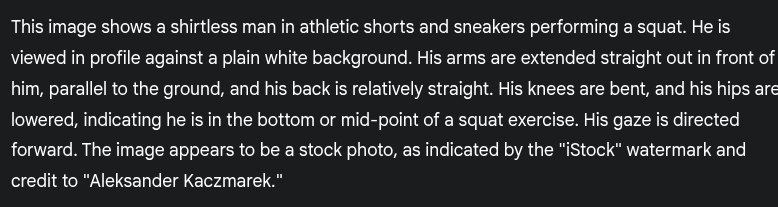 This image shows a shirtless man in athletic shorts and sneakers performing a squat. He is
viewed in profile against a plain white background. His arms are extended straight out in front of
him, parallel to the ground, and his back is relatively straight. His knees are bent, and his hips are
lowered, indicating he is in the bottom or mid-point of a squat exercise. His gaze is directed
forward. The image appears to be a stock photo, as indicated by the "iStock" watermark and
credit to "Aleksander Kaczmarek."